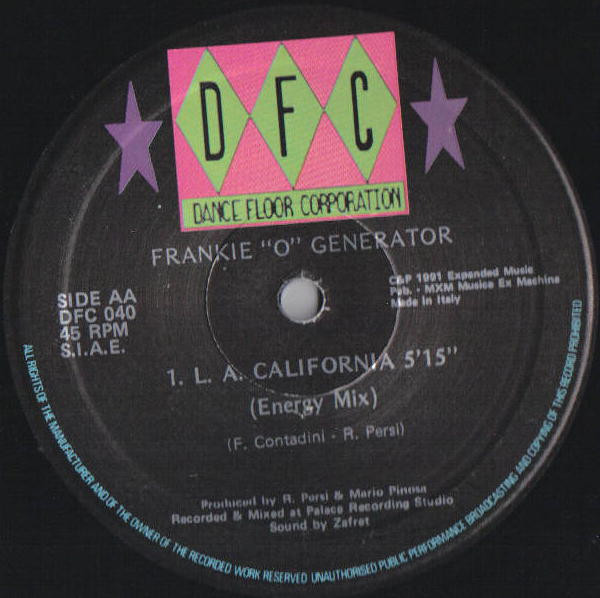 DFC
DANCE FLOOR CORPORATION
FRANKIE "O" GENERATOR
SIDE AA
DFC 040
45 RPM
S.I.A.E.
C&P 1991 Expanded Music
Pub. - MXM Musica Ex Machina
Made in Italy
1. L. A. CALIFORNIA 5'15"
(Energy Mix)
(F. Contadini - R. Persi)
Produced by R. Persi & Mario Pinosa
Recorded & Mixed at Palace Recording Studio
Sound by Zafret
ALL RIGHTS OF THE MANUFACTURER AND OF THE OWNER OF THE RECORDED WORK RESERVED UNAUTHORISED PUBLIC PERFORMANCE BROADCASTING AND COPYING OF THIS RECORD PROHIBITED